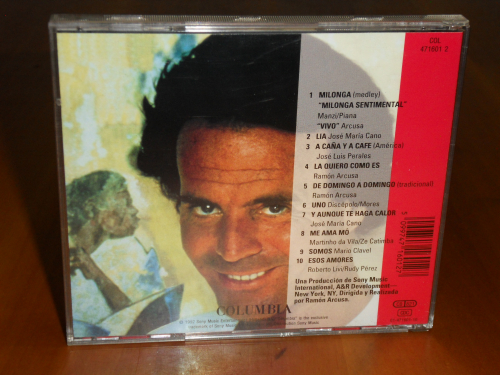 COL
471601 2
1 MILONGA (medley)
"MILONGA SENTIMENTAL"
Manzi/Piana
"VIVO" Arcusa
2 LIA José María Cano
3 A CAÑA Y A CAFE (América)
José Luis Perales
4 LA QUIERO COMO ES
Ramón Arcusa
5 DE DOMINGO A DOMINGO (tradicional)
Ramón Arcusa
6 UNO Discépolo/Mores
7 Y AUNQUE TE HAGA CALOR
José María Cano
8 ME AMA MO
Martinho da Vila/Ze Catimba
9 SOMOS Mario Clavel
10 ESOS AMORES
Roberto Livi/Rudy Pérez
Una Producción de Sony Music
International, A&R Development—
New York, NY, Dirigida y Realizada
por Ramón Arcusa.
COLUMBIA